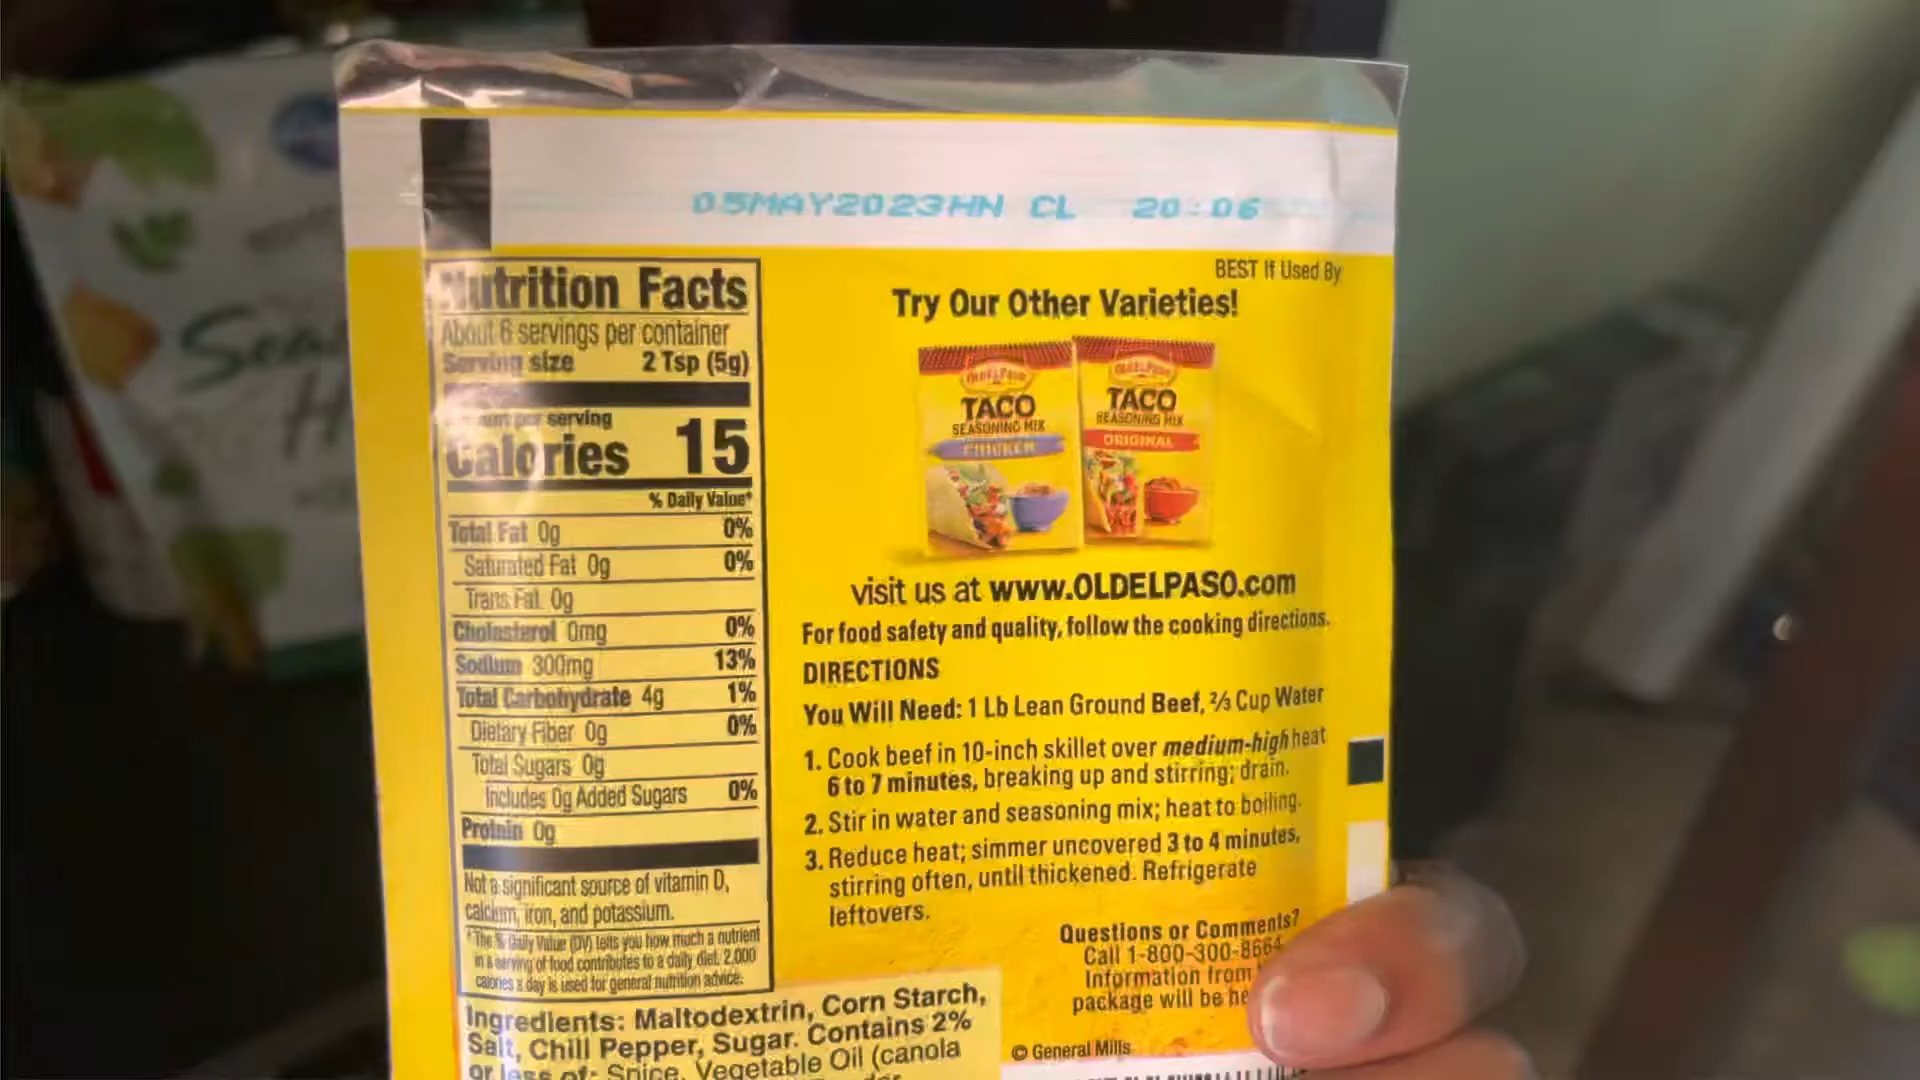 05MAY2023HN CL 20:06
BEST If Used By
Nutrition Facts
About 6 servings per container
Serving size 2 Tsp (5g)
Amount per serving
Calories 15
% Daily Value*
Total Fat 0g 0%
Saturated Fat 0g 0%
Trans Fat 0g
Cholesterol 0mg 0%
Sodium 300mg 13%
Total Carbohydrate 4g 1%
Dietary Fiber 0g 0%
Total Sugars 0g
Includes 0g Added Sugars 0%
Protein 0g
Not a significant source of vitamin D,
calcium, iron, and potassium.
*The % Daily Value (DV) tells you how much a nutrient
in a serving of food contributes to a daily diet. 2,000
calories a day is used for general nutrition advice.
Ingredients: Maltodextrin, Corn Starch,
Salt, Chili Pepper, Sugar. Contains 2%
or less of: Spice, Vegetable Oil (canola
Try Our Other Varieties!
OLD EL PASO
TACO
SEASONING MIX
CHICKEN
OLD EL PASO
TACO
SEASONING MIX
ORIGINAL
visit us at www.OLDELPASO.com
For food safety and quality, follow the cooking directions.
DIRECTIONS
You Will Need: 1 Lb Lean Ground Beef, ⅔ Cup Water
1. Cook beef in 10-inch skillet over medium-high heat
6 to 7 minutes, breaking up and stirring; drain.
2. Stir in water and seasoning mix; heat to boiling.
3. Reduce heat; simmer uncovered 3 to 4 minutes,
stirring often, until thickened. Refrigerate
leftovers.
Questions or Comments?
Call 1-800-300-8664
Information from
package will be he
© General Mills